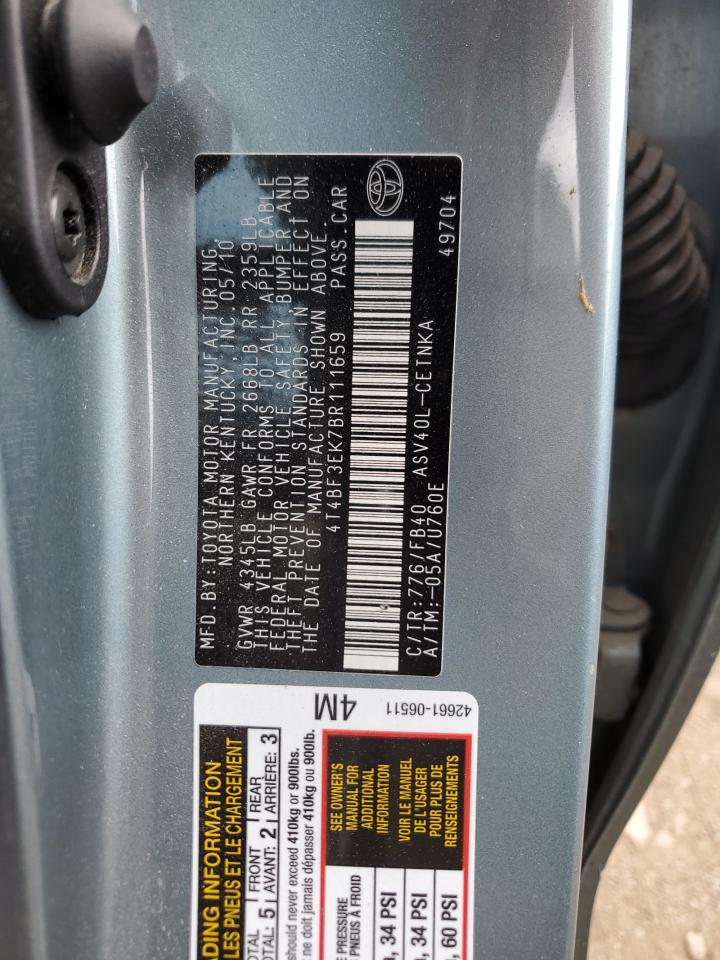 MFD.BY: TOYOTA MOTOR MANUFACTURING,
NORTHERN KENTUCKY, INC. 05/10
GVWR 4345LB GAWR FR 2668LB RR 2359LB
THIS VEHICLE CONFORMS TO ALL APPLICABLE
FEDERAL MOTOR VEHICLE SAFETY, BUMPER AND
THEFT PREVENTION STANDARDS IN EFFECT ON
THE DATE OF MANUFACTURE SHOWN ABOVE.
4T4BF3EK7BR111659 PASS.CAR
C/TR:776/FB40 ASV40L-CETNKA 49704
A/TM:-05A/U760E
4M
42661-06511
ADING INFORMATION
LES PNEUS ET LE CHARGEMENT
OTAL 5 FRONT 2 REAR 3
OTAL: AVANT: ARRIÈRE:
should never exceed 410kg or 900lbs.
ne doit jamais dépasser 410kg ou 900lb.
E PRESSURE
PNEUS À FROID
SEE OWNER'S
MANUAL FOR
ADDITIONAL
INFORMATION
VOIR LE MANUEL
DE L'USAGER
POUR PLUS DE
RENSEIGNEMENTS
, 34 PSI
, 34 PSI
, 60 PSI